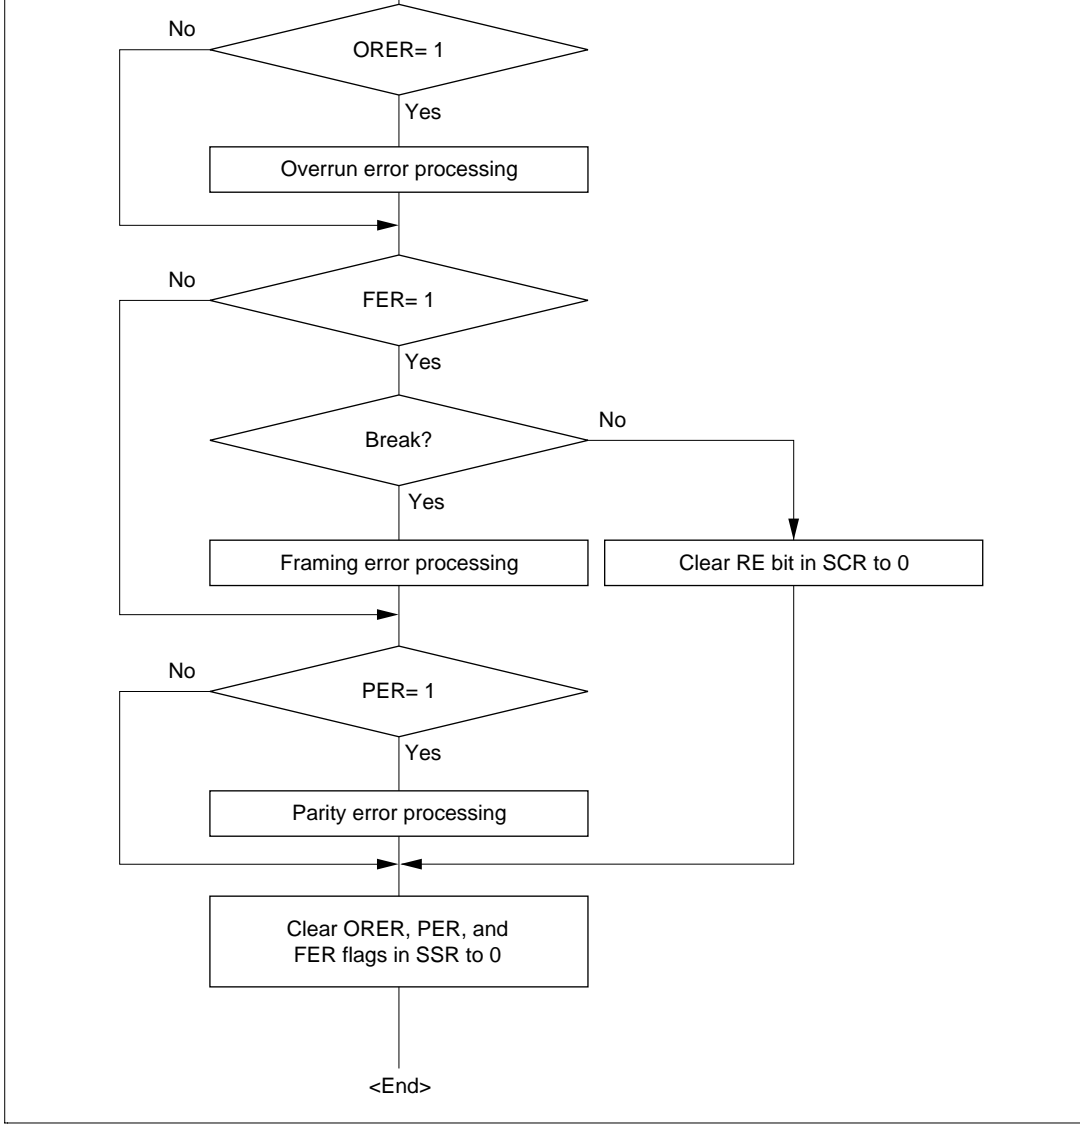 No
ORER= 1
Yes
Overrun error processing
No
FER= 1
Yes
Break?
No
Yes
Framing error processing
Clear RE bit in SCR to 0
No
PER= 1
Yes
Parity error processing
Clear ORER, PER, and
FER flags in SSR to 0
<End>